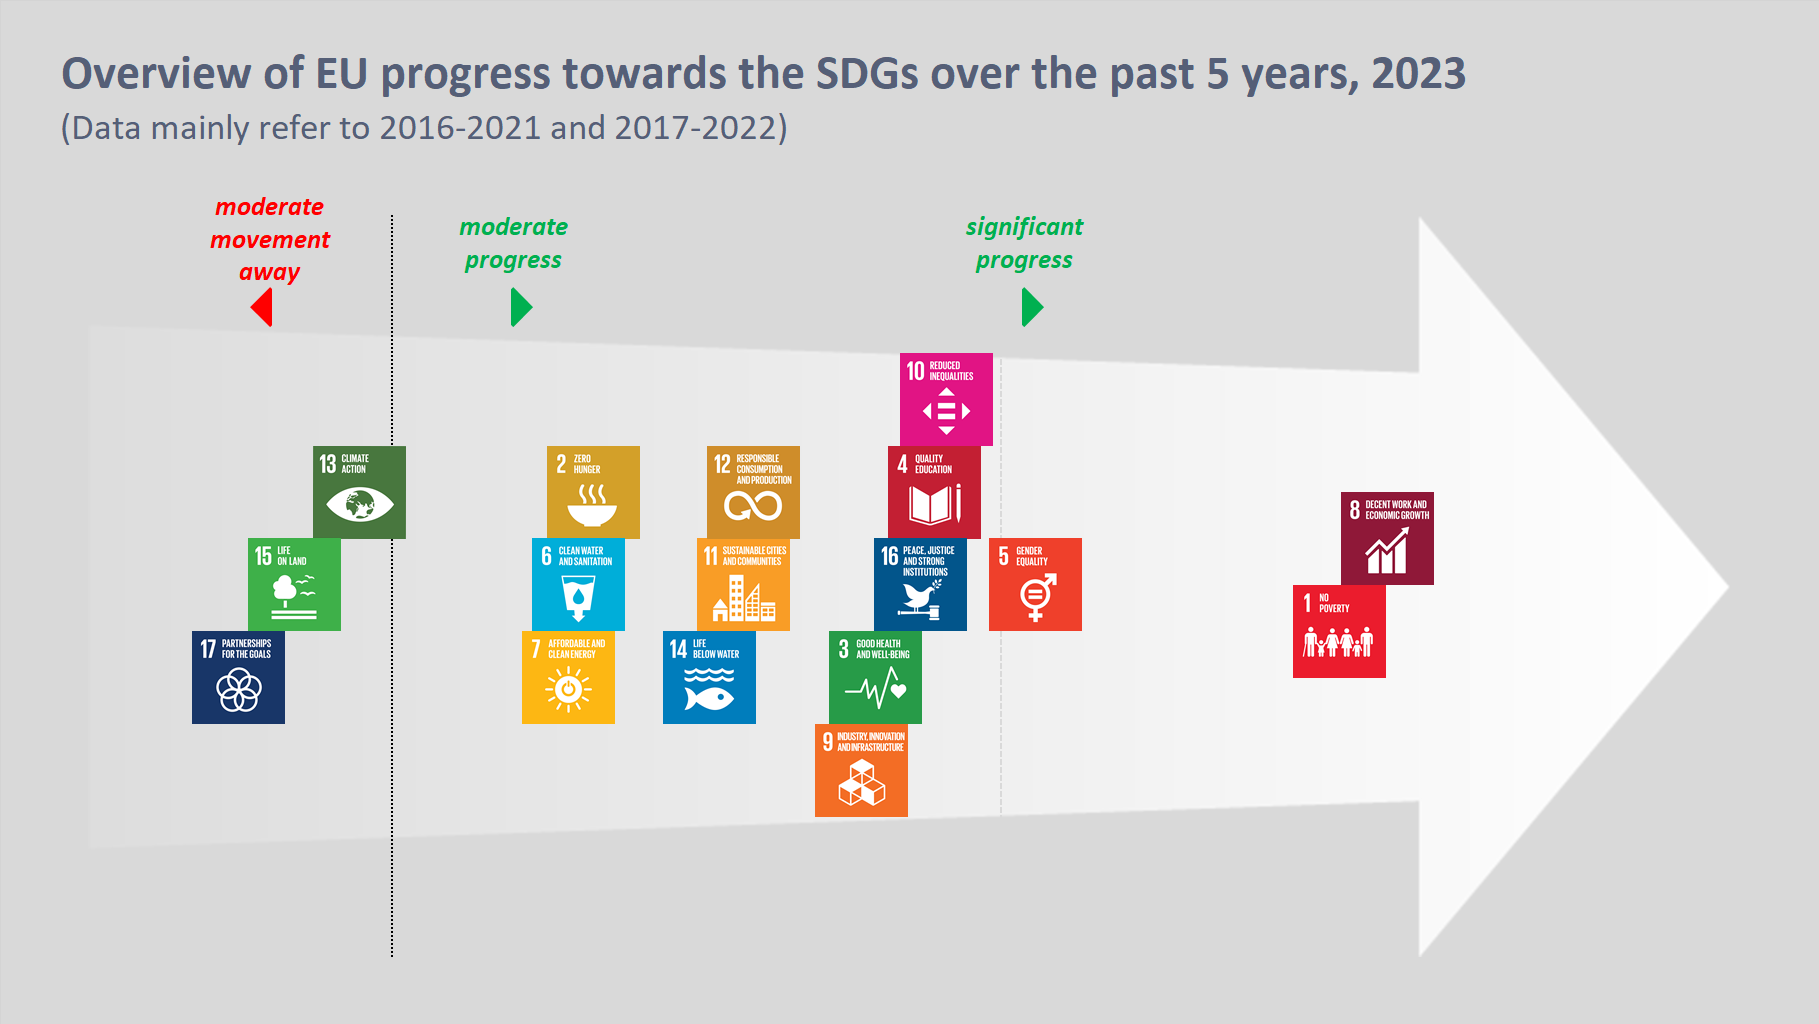 Overview of EU progress towards the SDGs over the past 5 years, 2023
(Data mainly refer to 2016-2021 and 2017-2022)
moderate
movement
away
moderate
progress
significant
progress
10 REDUCED
INEQUALITIES
13 CLIMATE
ACTION
2 ZERO
HUNGER
12 RESPONSIBLE
CONSUMPTION
AND PRODUCTION
4 QUALITY
EDUCATION
8 DECENT WORK AND
ECONOMIC GROWTH
15 LIFE
ON LAND
6 CLEAN WATER
AND SANITATION
11 SUSTAINABLE CITIES
AND COMMUNITIES
16 PEACE, JUSTICE
AND STRONG
INSTITUTIONS
5 GENDER
EQUALITY
1 NO
POVERTY
17 PARTNERSHIPS
FOR THE GOALS
7 AFFORDABLE AND
CLEAN ENERGY
14 LIFE
BELOW WATER
3 GOOD HEALTH
AND WELL-BEING
9 INDUSTRY, INNOVATION
AND INFRASTRUCTURE